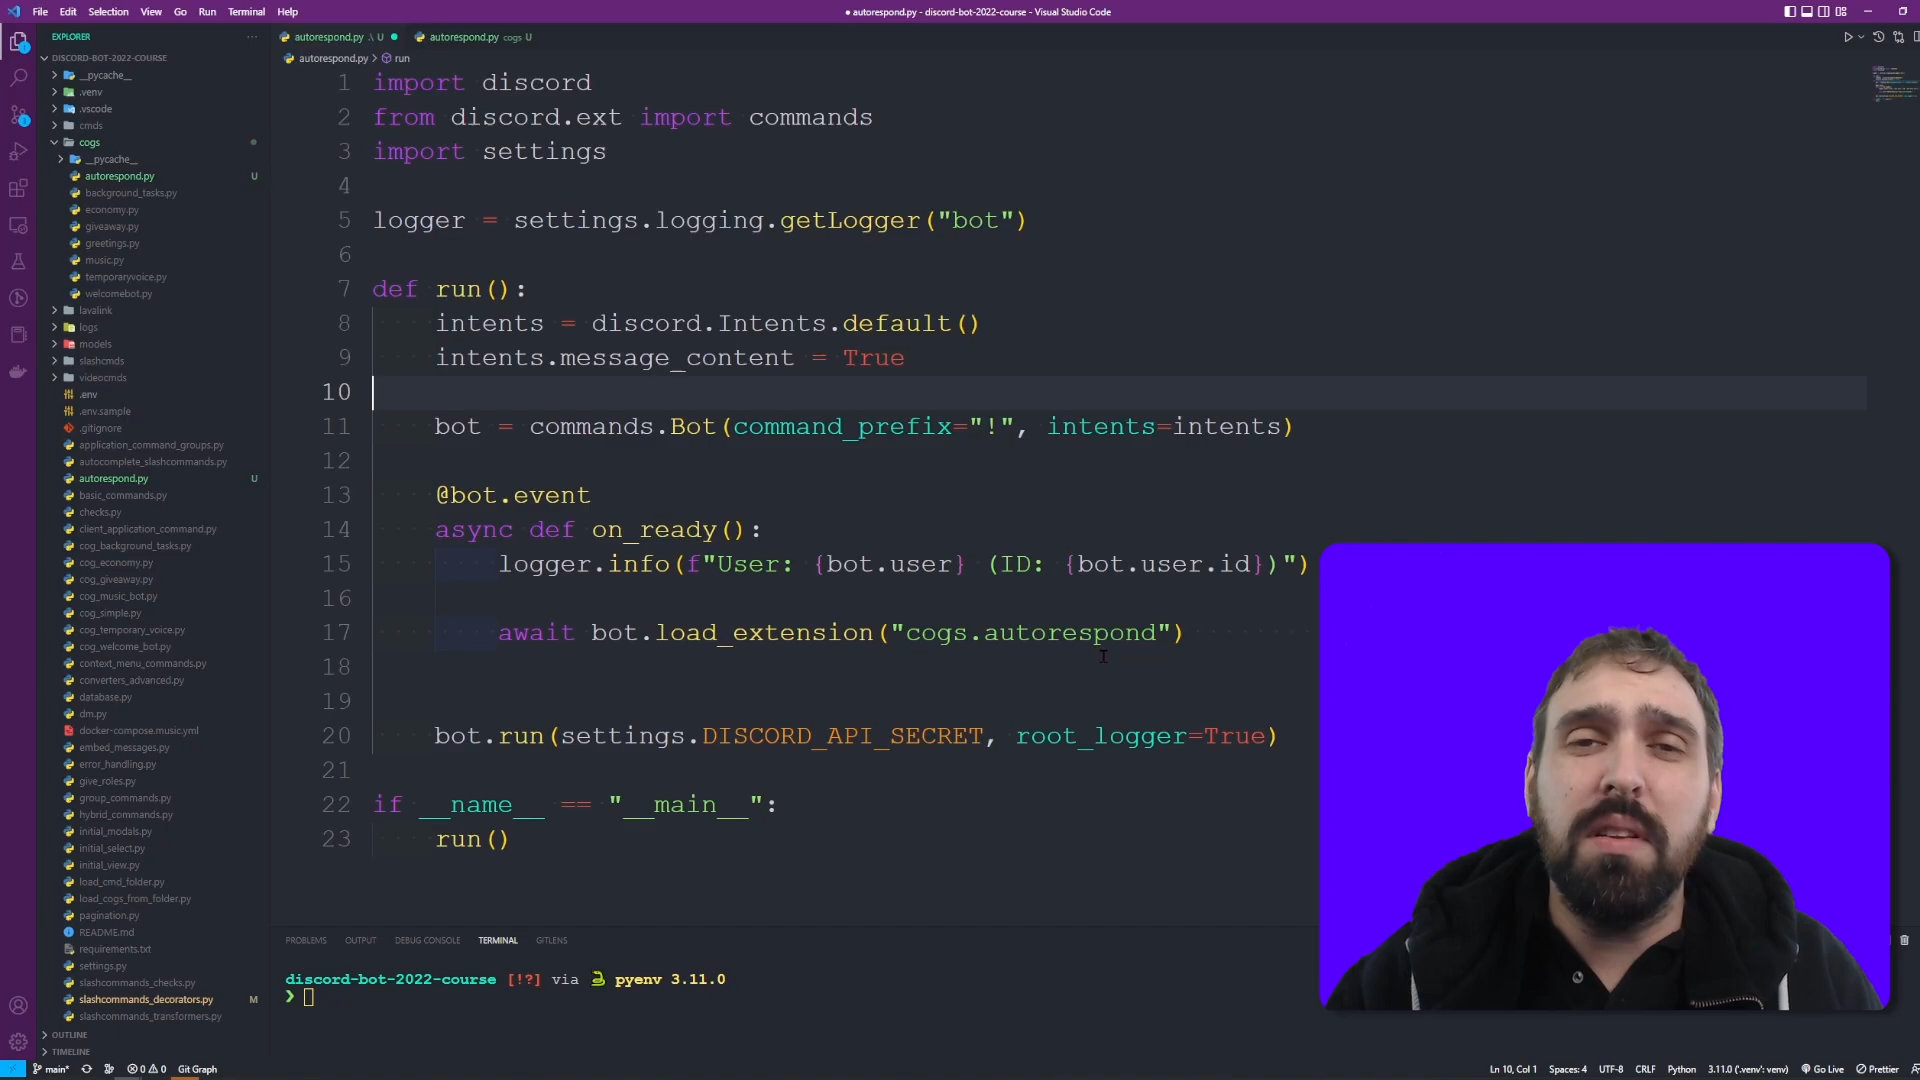 File Edit Selection View Go Run Terminal Help
● autorespond.py - discord-bot-2022-course - Visual Studio Code
EXPLORER
DISCORD-BOT-2022-COURSE
__pycache__
.venv
.vscode
cmds
cogs
__pycache__
autorespond.py U
background_tasks.py
economy.py
giveaway.py
greetings.py
music.py
temporaryvoice.py
welcomebot.py
lavalink
logs
models
slashcmds
videocmds
.env
.env.sample
.gitignore
application_command_groups.py
autocomplete_slashcommands.py
autorespond.py U
basic_commands.py
checks.py
client_application_command.py
cog_background_tasks.py
cog_economy.py
cog_giveaway.py
cog_music_bot.py
cog_simple.py
cog_temporary_voice.py
cog_welcome_bot.py
context_menu_commands.py
converters_advanced.py
database.py
dm.py
docker-compose.music.yml
embed_messages.py
error_handling.py
give_roles.py
group_commands.py
hybrid_commands.py
initial_modals.py
initial_select.py
initial_view.py
load_cmd_folder.py
load_cogs_from_folder.py
pagination.py
README.md
requirements.txt
settings.py
slashcommands_checks.py
slashcommands_decorators.py M
slashcommands_transformers.py
OUTLINE
TIMELINE
autorespond.py .\ U ● autorespond.py cogs U
autorespond.py > run
1 import discord
2 from discord.ext import commands
3 import settings
4
5 logger = settings.logging.getLogger("bot")
6
7 def run():
8 intents = discord.Intents.default()
9 intents.message_content = True
10
11 bot = commands.Bot(command_prefix="!", intents=intents)
12
13 @bot.event
14 async def on_ready():
15 logger.info(f"User: {bot.user} (ID: {bot.user.id})")
16
17 await bot.load_extension("cogs.autorespond")
18
19
20 bot.run(settings.DISCORD_API_SECRET, root_logger=True)
21
22 if __name__ == "__main__":
23 run()
PROBLEMS OUTPUT DEBUG CONSOLE TERMINAL GITLENS
discord-bot-2022-course [!?] via pyenv 3.11.0
❯
main* 0 0 Git Graph
Ln 10, Col 1 Spaces: 4 UTF-8 CRLF Python 3.11.0 ('.venv': venv) Go Live Prettier